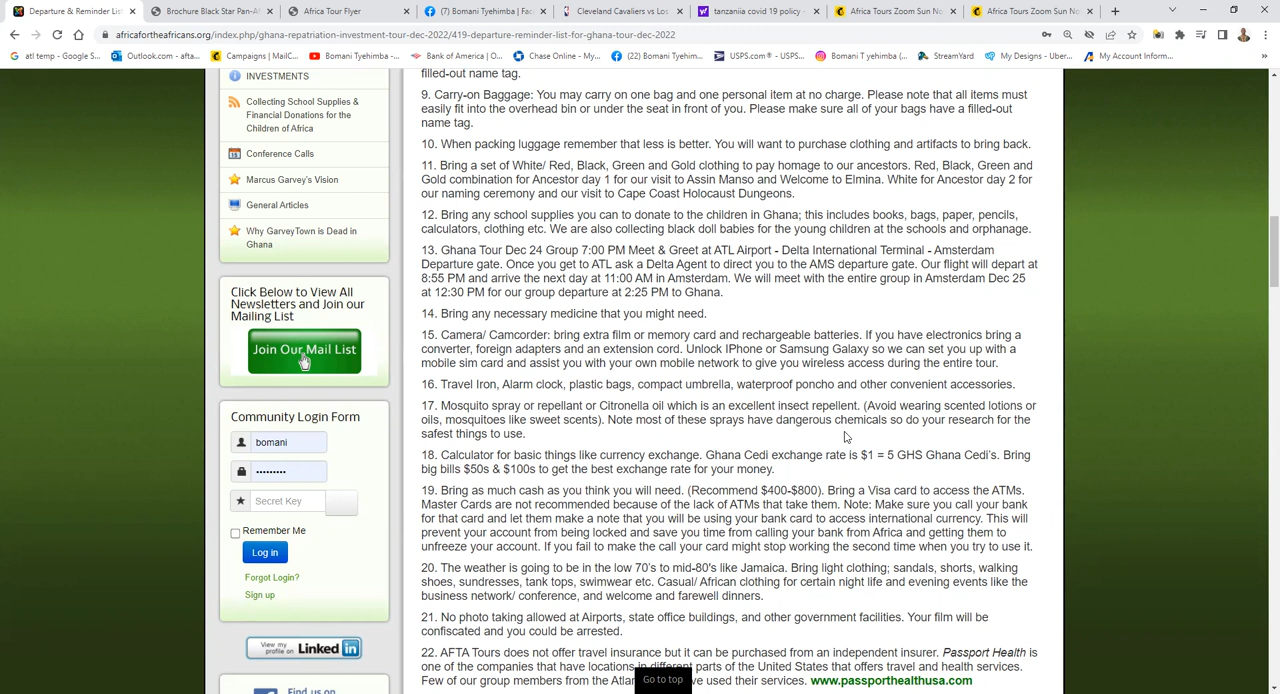 Departure & Reminder List
Brochure Black Star Pan-Af
Africa Tour Flyer
(7) Bomani Tyehimba | Fac
Cleveland Cavaliers vs Los
tanzaniia covid 19 policy -
Africa Tours Zoom Sun No
Africa Tours Zoom Sun No
africafortheafricans.org/index.php/ghana-repatriation-investment-tour-dec-2022/419-departure-reminder-list-for-ghana-tour-dec-2022
atl temp - Google S...
Outlook.com - afta...
Campaigns | MailC...
Bomani Tyehimba -...
Bank of America | O...
Chase Online - My...
(22) Bomani Tyehim...
USPS.com® - USPS...
Bomani T yehimba (...
StreamYard
My Designs - Uber...
My Account Inform...
INVESTMENTS
Collecting School Supplies &
Financial Donations for the
Children of Africa
Conference Calls
Marcus Garvey's Vision
General Articles
Why GarveyTown is Dead in
Ghana
Click Below to View All
Newsletters and Join our
Mailing List
Join Our Mail List
Community Login Form
bomani
•••••••••
Secret Key
Remember Me
Log in
Forgot Login?
Sign up
View my
profile on
Linked in
Find us on
filled-out name tag.
9. Carry-on Baggage: You may carry on one bag and one personal item at no charge. Please note that all items must
easily fit into the overhead bin or under the seat in front of you. Please make sure all of your bags have a filled-out
name tag.
10. When packing luggage remember that less is better. You will want to purchase clothing and artifacts to bring back.
11. Bring a set of White/ Red, Black, Green and Gold clothing to pay homage to our ancestors. Red, Black, Green and
Gold combination for Ancestor day 1 for our visit to Assin Manso and Welcome to Elmina. White for Ancestor day 2 for
our naming ceremony and our visit to Cape Coast Holocaust Dungeons.
12. Bring any school supplies you can to donate to the children in Ghana; this includes books, bags, paper, pencils,
calculators, clothing etc. We are also collecting black doll babies for the young children at the schools and orphanage.
13. Ghana Tour Dec 24 Group 7:00 PM Meet & Greet at ATL Airport - Delta International Terminal - Amsterdam
Departure gate. Once you get to ATL ask a Delta Agent to direct you to the AMS departure gate. Our flight will depart at
8:55 PM and arrive the next day at 11:00 AM in Amsterdam. We will meet with the entire group in Amsterdam Dec 25
at 12:30 PM for our group departure at 2:25 PM to Ghana.
14. Bring any necessary medicine that you might need.
15. Camera/ Camcorder: bring extra film or memory card and rechargeable batteries. If you have electronics bring a
converter, foreign adapters and an extension cord. Unlock IPhone or Samsung Galaxy so we can set you up with a
mobile sim card and assist you with your own mobile network to give you wireless access during the entire tour.
16. Travel Iron, Alarm clock, plastic bags, compact umbrella, waterproof poncho and other convenient accessories.
17. Mosquito spray or repellant or Citronella oil which is an excellent insect repellent. (Avoid wearing scented lotions or
oils, mosquitoes like sweet scents). Note most of these sprays have dangerous chemicals so do your research for the
safest things to use.
18. Calculator for basic things like currency exchange. Ghana Cedi exchange rate is $1 = 5 GHS Ghana Cedi's. Bring
big bills $50s & $100s to get the best exchange rate for your money.
19. Bring as much cash as you think you will need. (Recommend $400-$800). Bring a Visa card to access the ATMs.
Master Cards are not recommended because of the lack of ATMs that take them. Note: Make sure you call your bank
for that card and let them make a note that you will be using your bank card to access international currency. This will
prevent your account from being locked and save you time from calling your bank from Africa and getting them to
unfreeze your account. If you fail to make the call your card might stop working the second time when you try to use it.
20. The weather is going to be in the low 70's to mid-80's like Jamaica. Bring light clothing; sandals, shorts, walking
shoes, sundresses, tank tops, swimwear etc. Casual/ African clothing for certain night life and evening events like the
business network/ conference, and welcome and farewell dinners.
21. No photo taking allowed at Airports, state office buildings, and other government facilities. Your film will be
confiscated and you could be arrested.
22. AFTA Tours does not offer travel insurance but it can be purchased from an independent insurer. Passport Health is
one of the companies that have locations in different parts of the United States that offers travel and health services.
Few of our group members from the Atlan ve used their services. www.passporthealthusa.com
Go to top